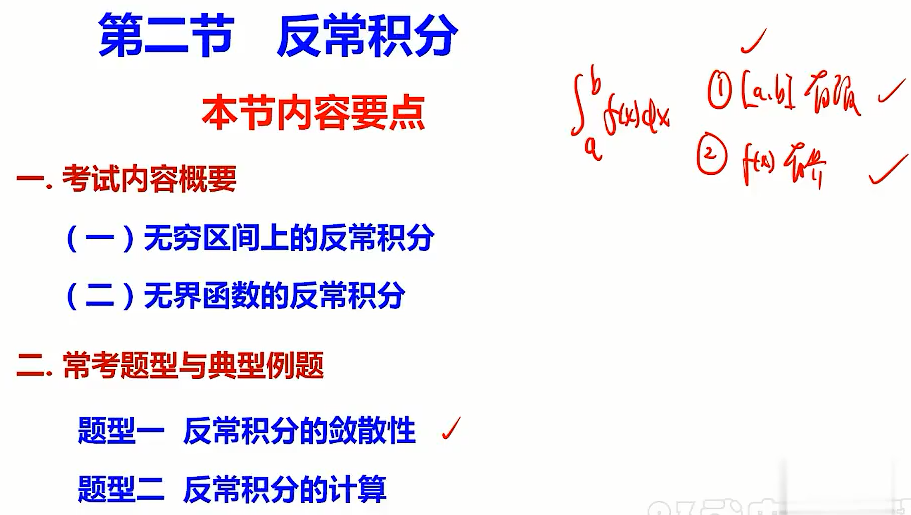 第二节 反常积分
本节内容要点
∫_a^b f(x)dx ① [a,b] 有限
② f(x) 有界
一. 考试内容概要
（一）无穷区间上的反常积分
（二）无界函数的反常积分
二. 常考题型与典型例题
题型一 反常积分的敛散性
题型二 反常积分的计算